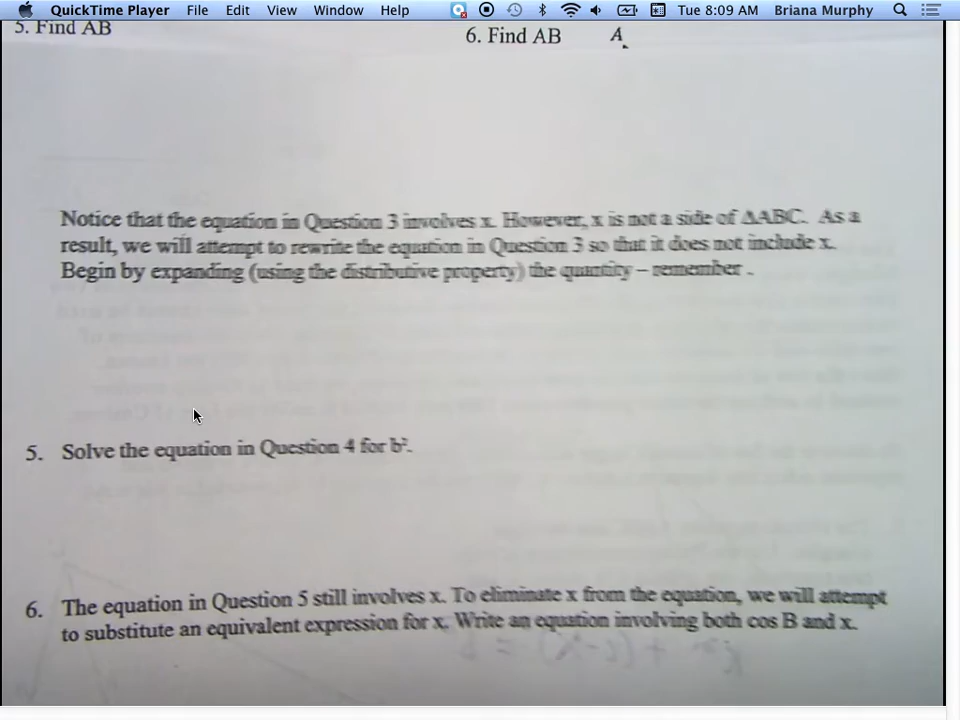 QuickTime Player File Edit View Window Help Tue 8:09 AM Briana Murphy
5. Find AB
6. Find AB A
Notice that the equation in Question 3 involves x. However, x is not a side of ΔABC. As a
result, we will attempt to rewrite the equation in Question 3 so that it does not include x.
Begin by expanding (using the distributive property) the quantity – remember .
5. Solve the equation in Question 4 for b².
6. The equation in Question 5 still involves x. To eliminate x from the equation, we will attempt
to substitute an equivalent expression for x. Write an equation involving both cos B and x.